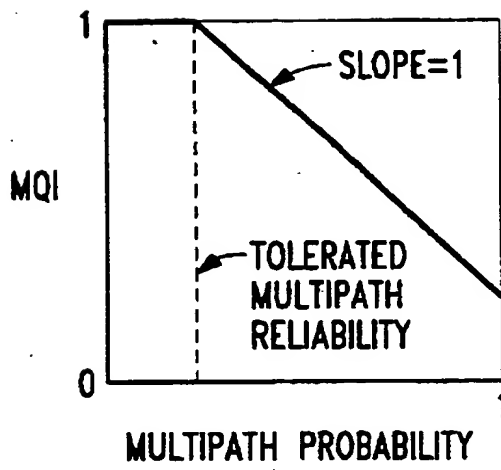 1
SLOPE=1
MQI
TOLERATED
MULTIPATH
RELIABILITY
0
MULTIPATH PROBABILITY